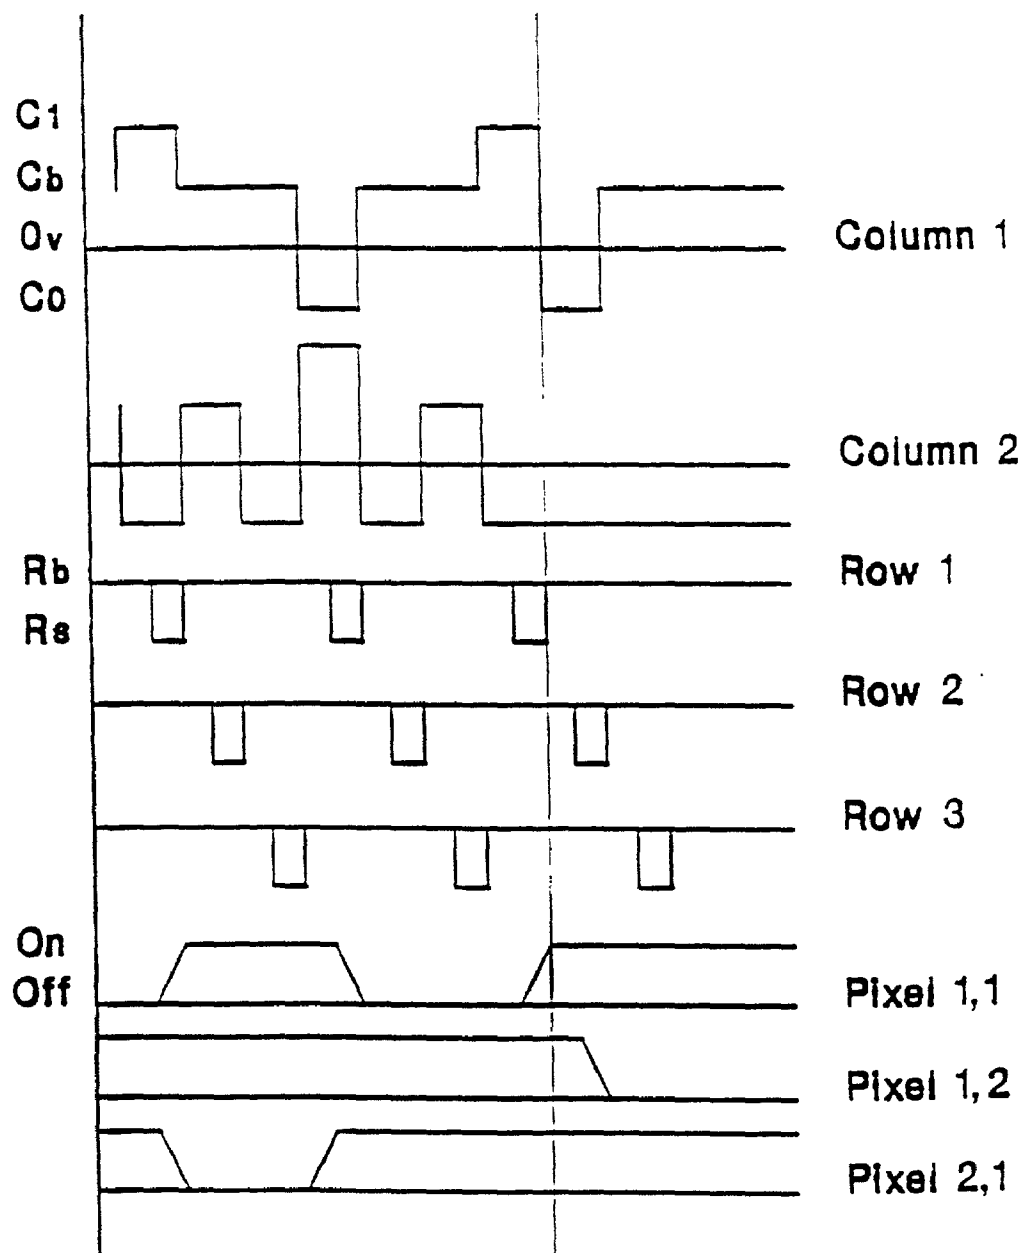 C1
Cb
0v
C0
Column 1
Column 2
Rb
Rs
Row 1
Row 2
Row 3
On
Off
Pixel 1,1
Pixel 1,2
Pixel 2,1